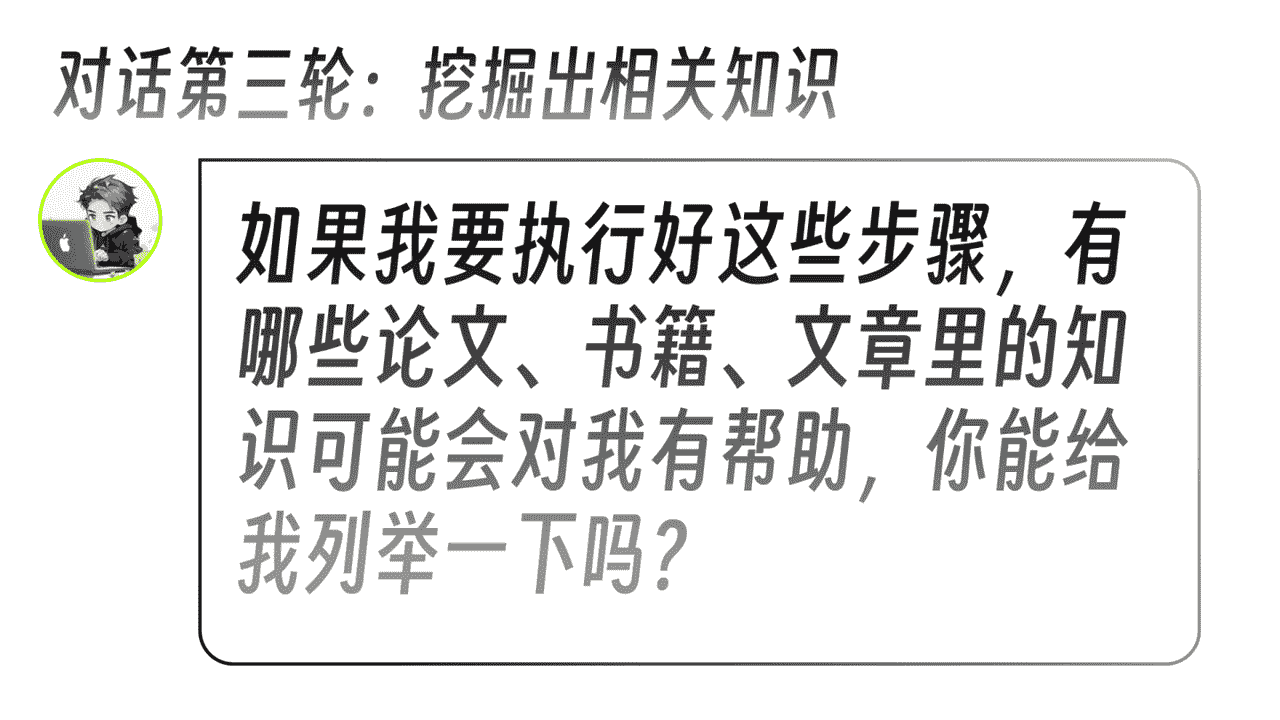 对话第三轮：挖掘出相关知识
如果我要执行好这些步骤，有
哪些论文、书籍、文章里的知
识可能会对我有帮助，你能给
我列举一下吗？